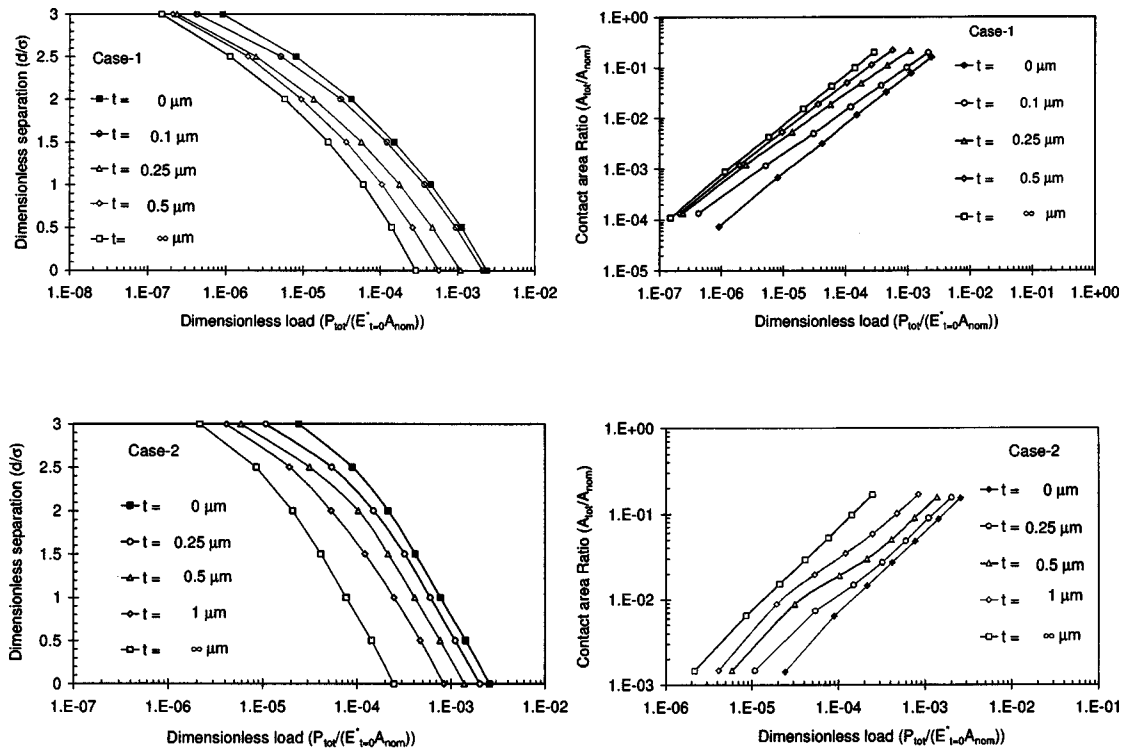 Dimensionless separation (d/σ)
3
2.5
2
1.5
1
0.5
0
Case-1
t = 0 μm
t = 0.1 μm
t = 0.25 μm
t = 0.5 μm
t = ∞ μm
1.E-07 1.E-06 1.E-05 1.E-04 1.E-03 1.E-02
Dimensionless load (Ptot/(E*t=0Anom))
Contact area Ratio (Atot/Anom)
1.E+00
1.E-01
1.E-02
1.E-03
1.E-04
1.E-05
Case-1
t = 0 μm
t = 0.1 μm
t = 0.25 μm
t = 0.5 μm
t = ∞ μm
1.E-07 1.E-06 1.E-05 1.E-04 1.E-03 1.E-02 1.E-01 1.E+00
Dimensionless load (Ptot/(E*t=0Anom))
Dimensionless separation (d/σ)
3
2.5
2
1.5
1
0.5
0
Case-2
t = 0 μm
t = 0.25 μm
t = 0.5 μm
t = 1 μm
t = ∞ μm
1.E-07 1.E-06 1.E-05 1.E-04 1.E-03 1.E-02
Dimensionless load (Ptot/(E*t=0Anom))
Contact area Ratio (Atot/Anom)
1.E+00
1.E-01
1.E-02
1.E-03
Case-2
t = 0 μm
t = 0.25 μm
t = 0.5 μm
t = 1 μm
t = ∞ μm
1.E-06 1.E-05 1.E-04 1.E-03 1.E-02 1.E-01
Dimensionless load (Ptot/(E*t=0Anom))